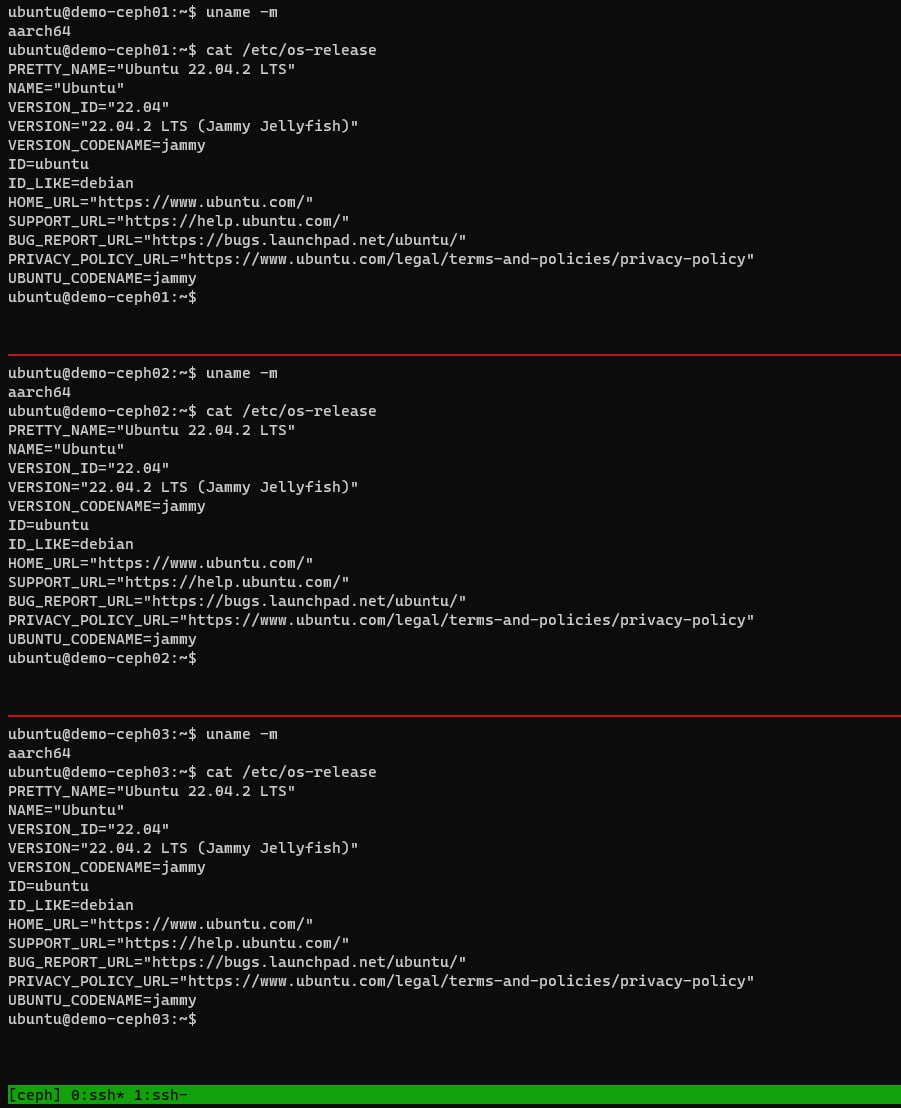 ubuntu@demo-ceph01:~$ uname -m
aarch64
ubuntu@demo-ceph01:~$ cat /etc/os-release
PRETTY_NAME="Ubuntu 22.04.2 LTS"
NAME="Ubuntu"
VERSION_ID="22.04"
VERSION="22.04.2 LTS (Jammy Jellyfish)"
VERSION_CODENAME=jammy
ID=ubuntu
ID_LIKE=debian
HOME_URL="https://www.ubuntu.com/"
SUPPORT_URL="https://help.ubuntu.com/"
BUG_REPORT_URL="https://bugs.launchpad.net/ubuntu/"
PRIVACY_POLICY_URL="https://www.ubuntu.com/legal/terms-and-policies/privacy-policy"
UBUNTU_CODENAME=jammy
ubuntu@demo-ceph01:~$
ubuntu@demo-ceph02:~$ uname -m
aarch64
ubuntu@demo-ceph02:~$ cat /etc/os-release
PRETTY_NAME="Ubuntu 22.04.2 LTS"
NAME="Ubuntu"
VERSION_ID="22.04"
VERSION="22.04.2 LTS (Jammy Jellyfish)"
VERSION_CODENAME=jammy
ID=ubuntu
ID_LIKE=debian
HOME_URL="https://www.ubuntu.com/"
SUPPORT_URL="https://help.ubuntu.com/"
BUG_REPORT_URL="https://bugs.launchpad.net/ubuntu/"
PRIVACY_POLICY_URL="https://www.ubuntu.com/legal/terms-and-policies/privacy-policy"
UBUNTU_CODENAME=jammy
ubuntu@demo-ceph02:~$
ubuntu@demo-ceph03:~$ uname -m
aarch64
ubuntu@demo-ceph03:~$ cat /etc/os-release
PRETTY_NAME="Ubuntu 22.04.2 LTS"
NAME="Ubuntu"
VERSION_ID="22.04"
VERSION="22.04.2 LTS (Jammy Jellyfish)"
VERSION_CODENAME=jammy
ID=ubuntu
ID_LIKE=debian
HOME_URL="https://www.ubuntu.com/"
SUPPORT_URL="https://help.ubuntu.com/"
BUG_REPORT_URL="https://bugs.launchpad.net/ubuntu/"
PRIVACY_POLICY_URL="https://www.ubuntu.com/legal/terms-and-policies/privacy-policy"
UBUNTU_CODENAME=jammy
ubuntu@demo-ceph03:~$
[ceph] 0:ssh* 1:ssh-